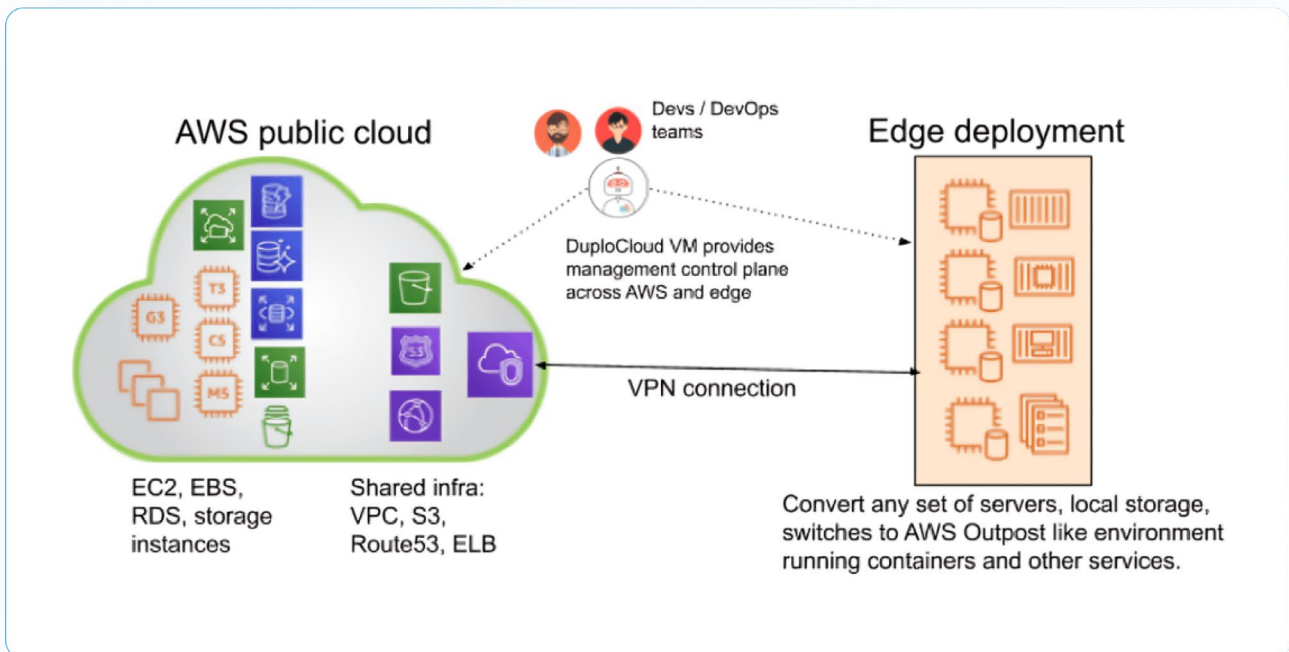 AWS public cloud
Devs / DevOps
teams
Edge deployment
DuploCloud VM provides
management control plane
across AWS and edge
T3
G3
C5
M5
S3
VPN connection
EC2, EBS,
RDS, storage
instances
Shared infra:
VPC, S3,
Route53, ELB
Convert any set of servers, local storage,
switches to AWS Outpost like environment
running containers and other services.